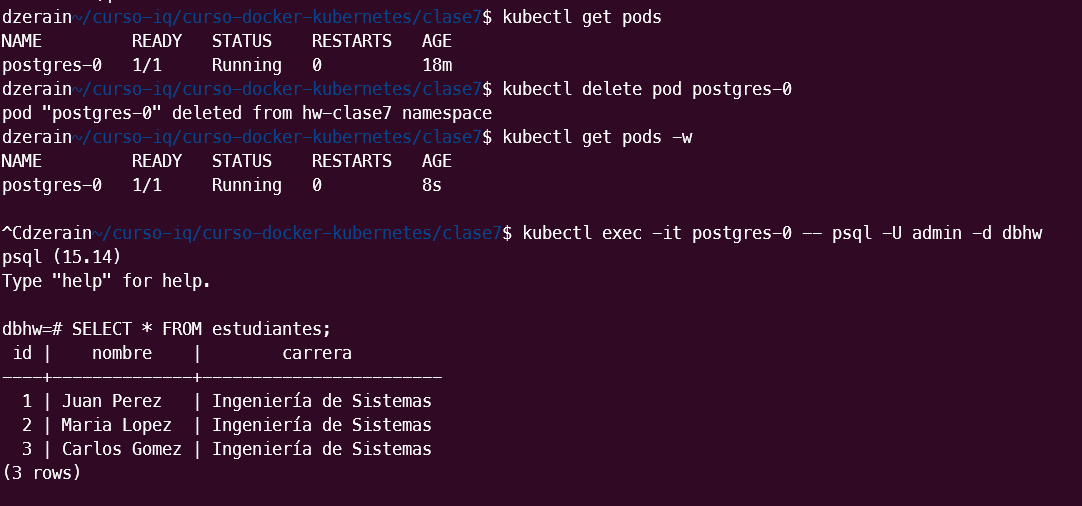 dzerain~/curso-iq/curso-docker-kubernetes/clase7$ kubectl get pods
NAME         READY   STATUS    RESTARTS   AGE
postgres-0   1/1     Running   0          18m
dzerain~/curso-iq/curso-docker-kubernetes/clase7$ kubectl delete pod postgres-0
pod "postgres-0" deleted from hw-clase7 namespace
dzerain~/curso-iq/curso-docker-kubernetes/clase7$ kubectl get pods -w
NAME         READY   STATUS    RESTARTS   AGE
postgres-0   1/1     Running   0          8s
^Cdzerain~/curso-iq/curso-docker-kubernetes/clase7$ kubectl exec -it postgres-0 -- psql -U admin -d dbhw
psql (15.14)
Type "help" for help.
dbhw=# SELECT * FROM estudiantes;
 id |    nombre    |        carrera
----+--------------+------------------------
  1 | Juan Perez   | Ingeniería de Sistemas
  2 | Maria Lopez  | Ingeniería de Sistemas
  3 | Carlos Gomez | Ingeniería de Sistemas
(3 rows)